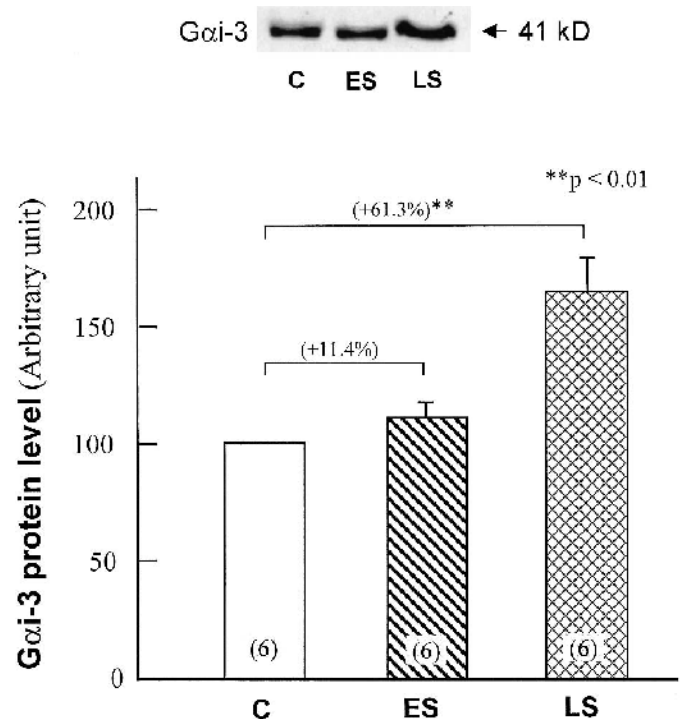 Gαi-3 ← 41 kD
C ES LS
**p < 0.01
200
(+61.3%)**
150
(+11.4%)
100
50
0
Gαi-3 protein level (Arbitrary unit)
(6) (6) (6)
C ES LS